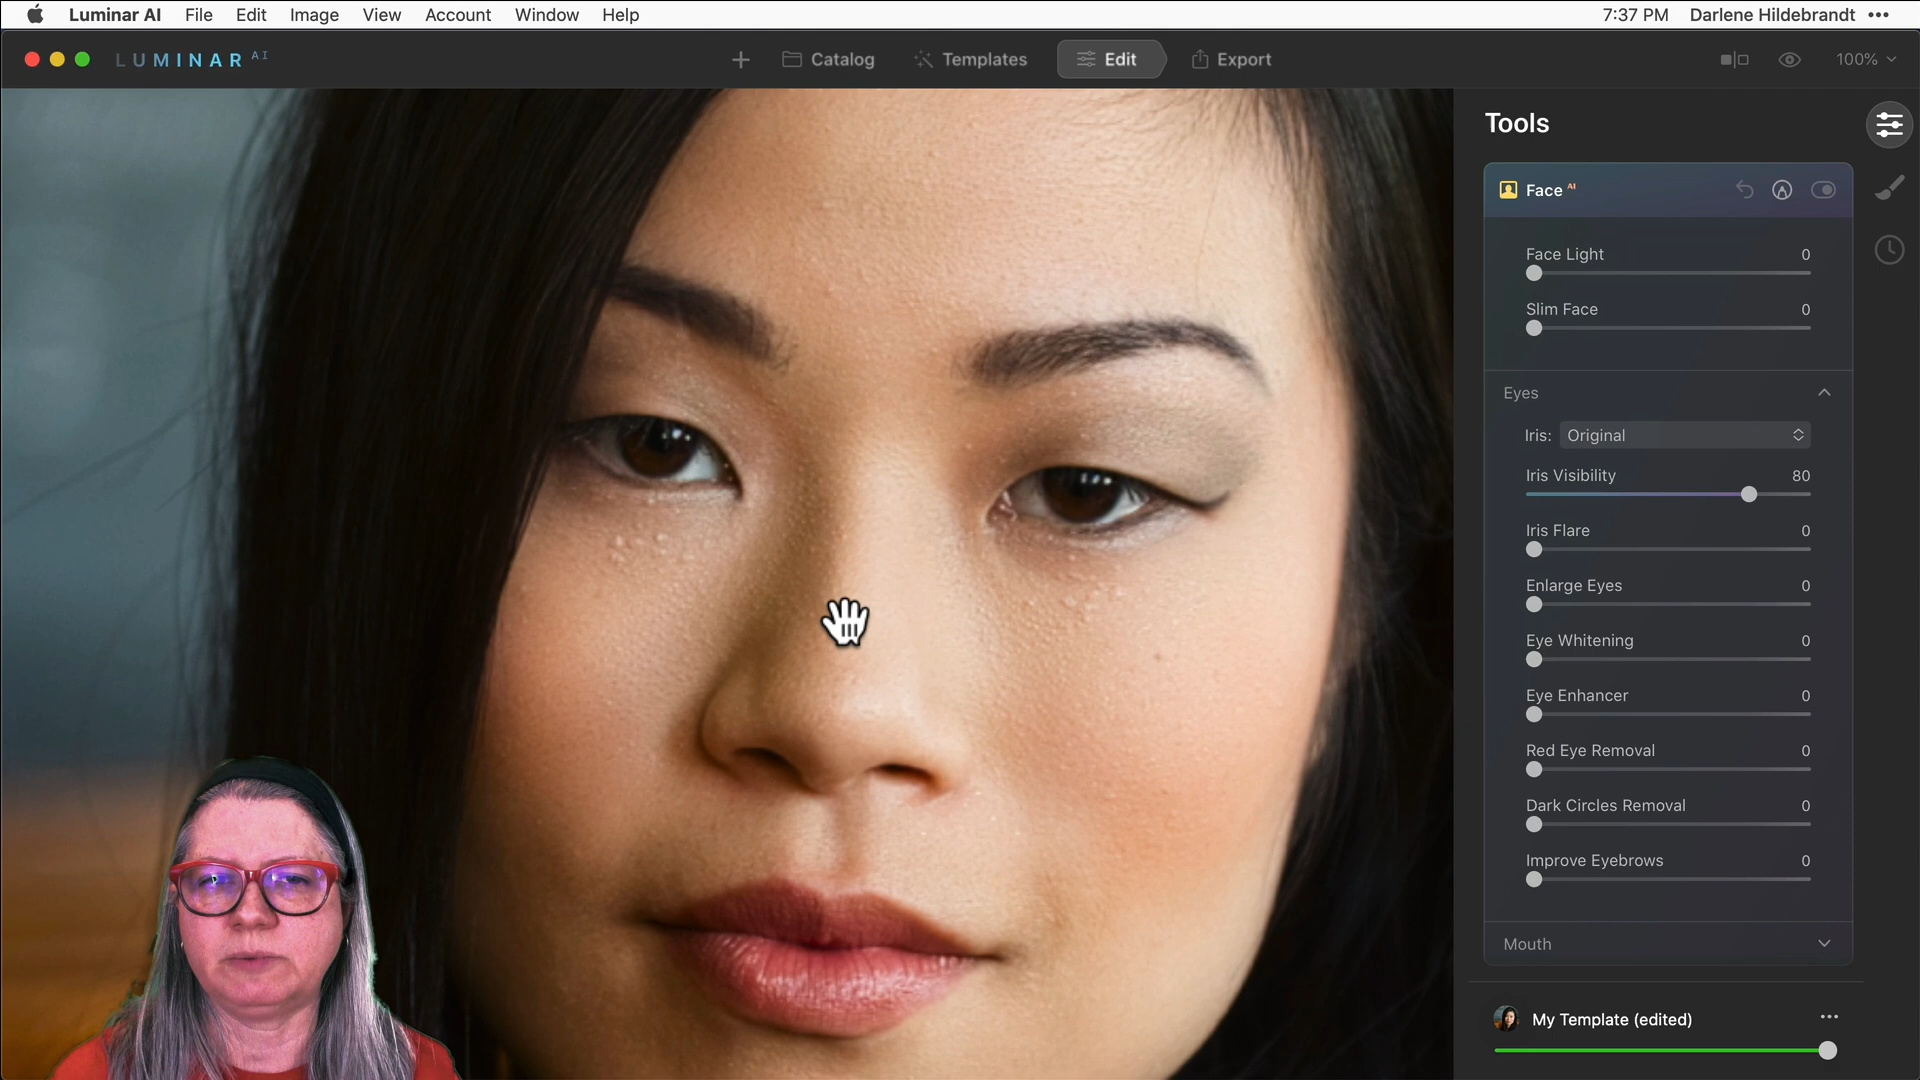 Luminar AI File Edit Image View Account Window Help 7:37 PM Darlene Hildebrandt
LUMINAR AI + Catalog Templates Edit Export 100%
Tools
Face AI
Face Light 0
Slim Face 0
Eyes
Iris: Original
Iris Visibility 80
Iris Flare 0
Enlarge Eyes 0
Eye Whitening 0
Eye Enhancer 0
Red Eye Removal 0
Dark Circles Removal 0
Improve Eyebrows 0
Mouth
My Template (edited)